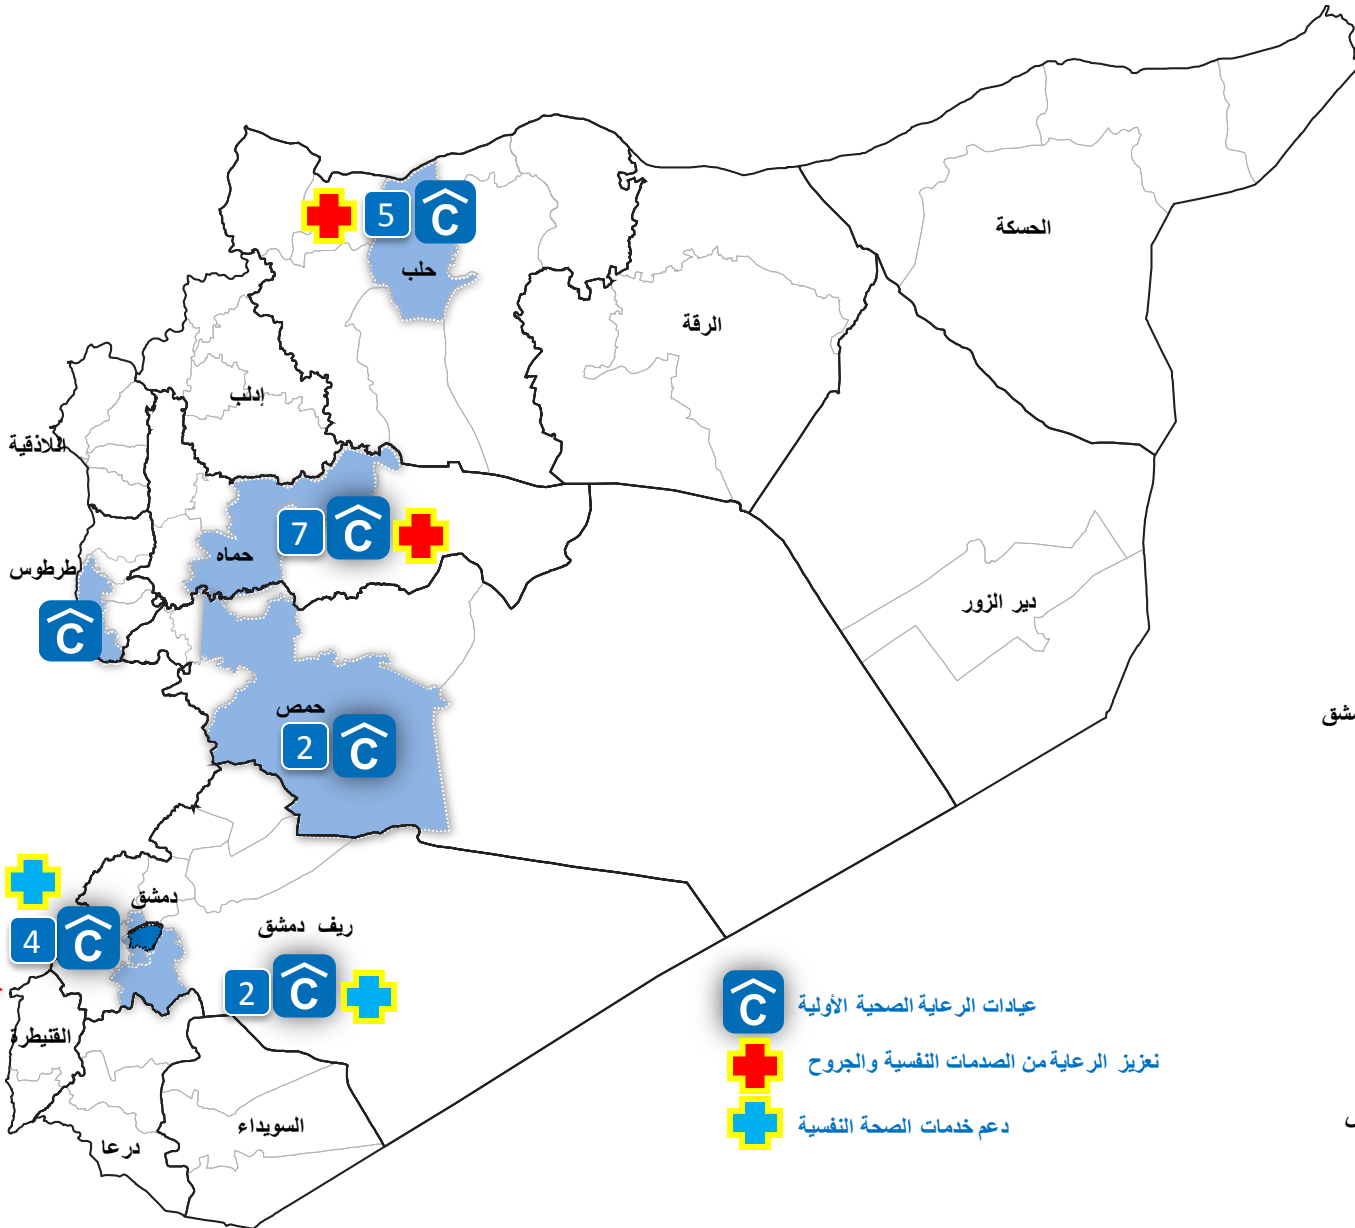 الحسكة
5 C
حلب
الرقة
إدلب
اللاذقية
7 C
حماه
طرطوس
C
دير الزور
حمص
2 C
دمشق
4 C
ريف دمشق
2 C
القنيطرة
السويداء
درعا
C عيادات الرعاية الصحية الأولية
نعزيز الرعاية من الصدمات النفسية والجروح
دعم خدمات الصحة النفسية